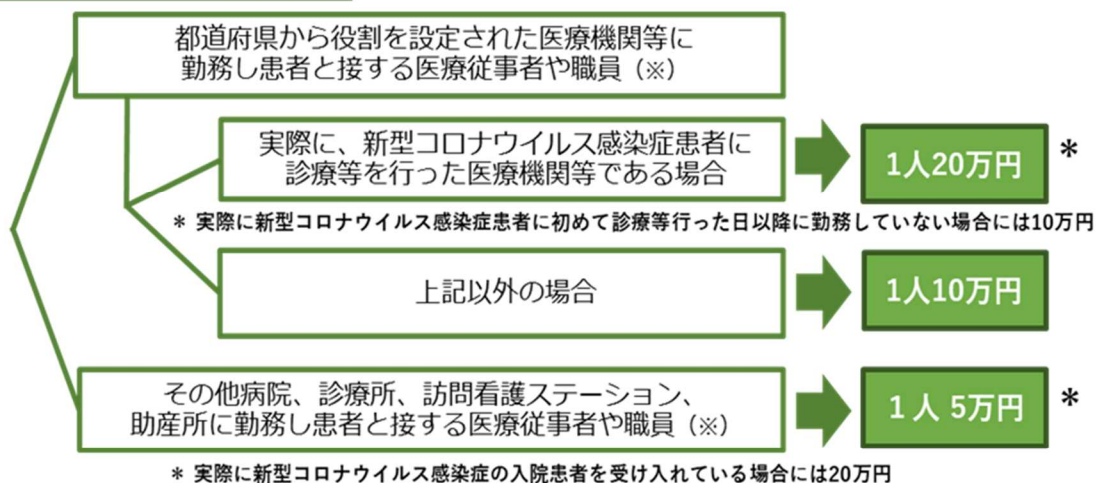 都道府県から役割を設定された医療機関等に
勤務し患者と接する医療従事者や職員（※）
実際に、新型コロナウイルス感染症患者に
診療等を行った医療機関等である場合
1人20万円 *
* 実際に新型コロナウイルス感染症患者に初めて診療等行った日以降に勤務していない場合には10万円
上記以外の場合
1人10万円
その他病院、診療所、訪問看護ステーション、
助産所に勤務し患者と接する医療従事者や職員（※）
1人 5万円 *
* 実際に新型コロナウイルス感染症の入院患者を受け入れている場合には20万円